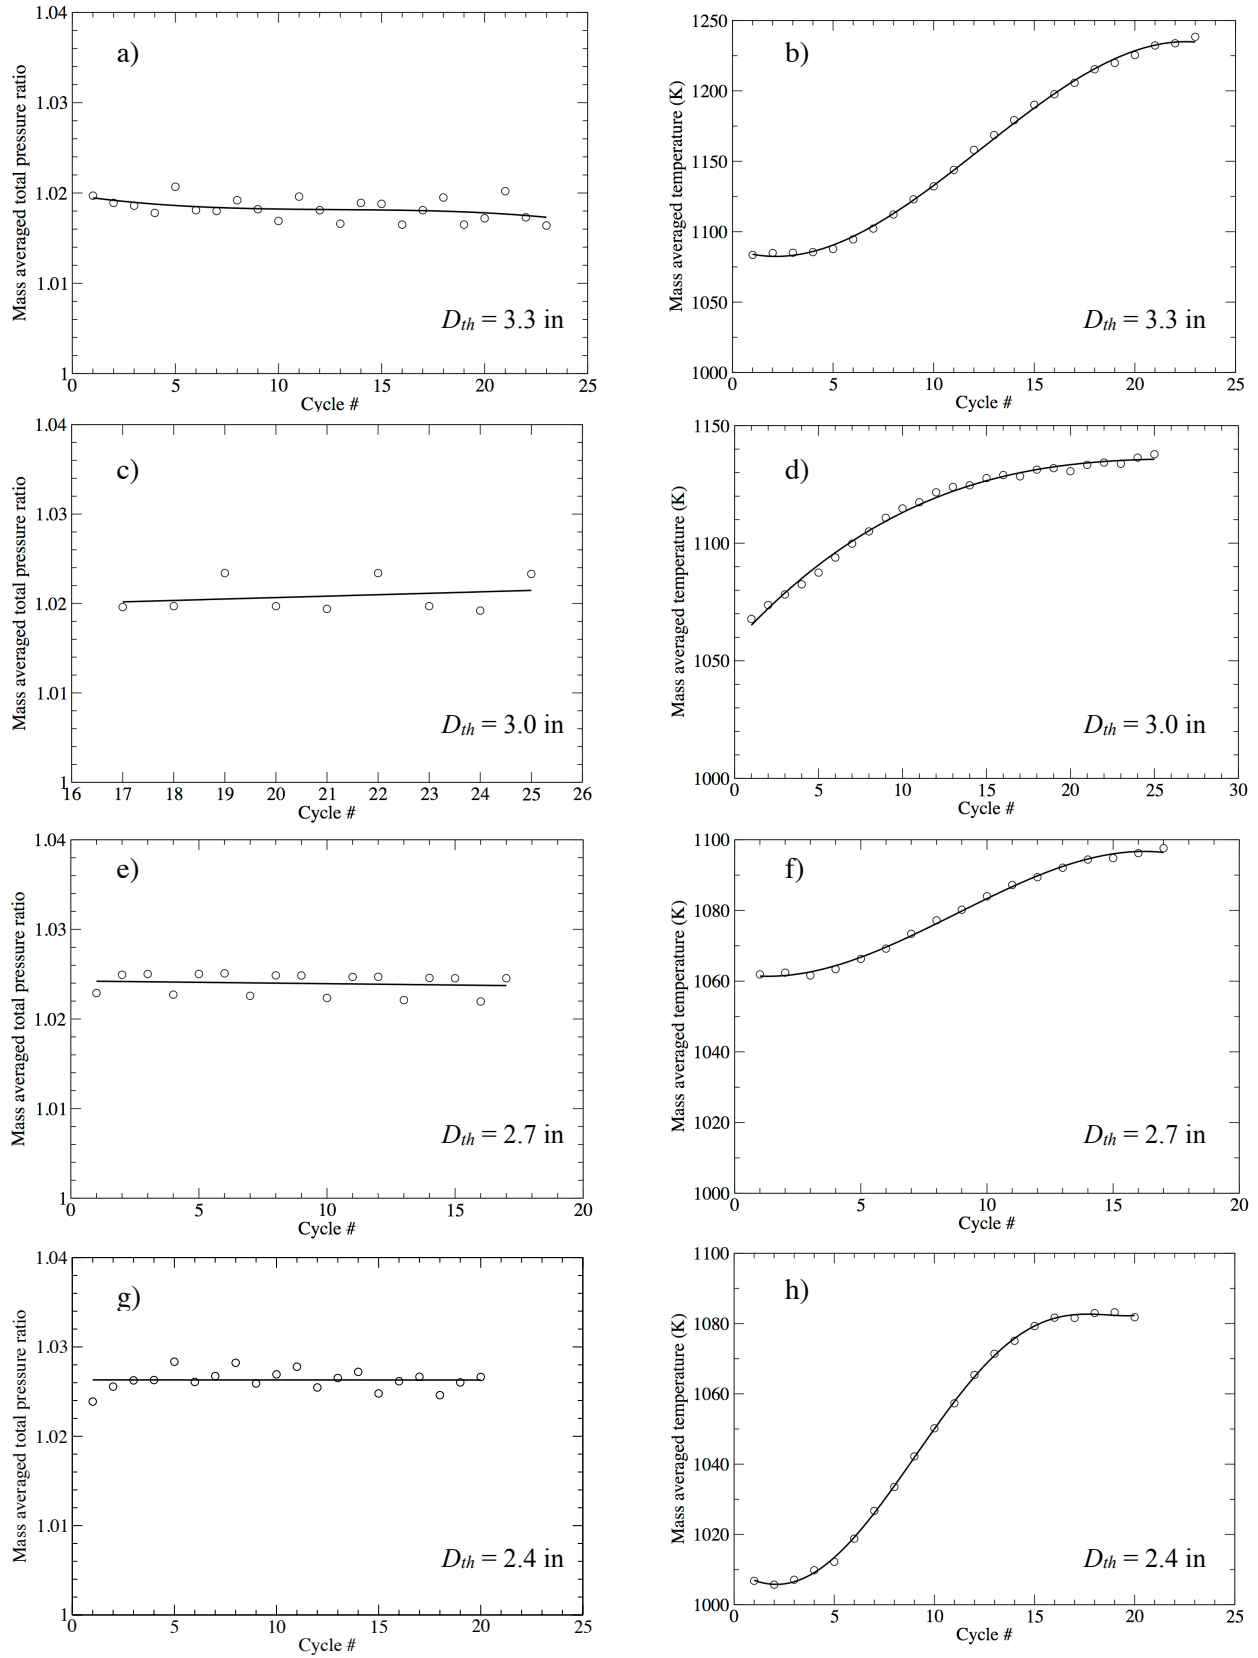 a)
Mass averaged total pressure ratio
1.04
1.03
1.02
1.01
1
0 5 10 15 20 25
Cycle #
D_th = 3.3 in
b)
Mass averaged temperature (K)
1250
1200
1150
1100
1050
1000
0 5 10 15 20 25
Cycle #
D_th = 3.3 in
c)
Mass averaged total pressure ratio
1.04
1.03
1.02
1.01
1
16 17 18 19 20 21 22 23 24 25 26
Cycle #
D_th = 3.0 in
d)
Mass averaged temperature (K)
1150
1100
1050
1000
0 5 10 15 20 25 30
Cycle #
D_th = 3.0 in
e)
Mass averaged total pressure ratio
1.04
1.03
1.02
1.01
1
0 5 10 15 20
Cycle #
D_th = 2.7 in
f)
Mass averaged temperature (K)
1100
1080
1060
1040
1020
1000
0 5 10 15 20
Cycle #
D_th = 2.7 in
g)
Mass averaged total pressure ratio
1.04
1.03
1.02
1.01
1
0 5 10 15 20 25
Cycle #
D_th = 2.4 in
h)
Mass averaged temperature (K)
1100
1080
1060
1040
1020
1000
0 5 10 15 20 25
Cycle #
D_th = 2.4 in